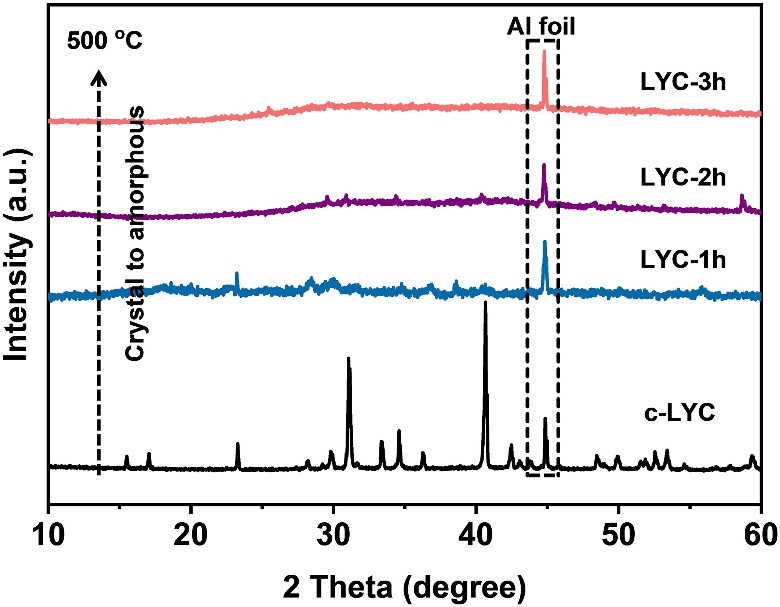 500 °C
Al foil
LYC-3h
LYC-2h
LYC-1h
c-LYC
Crystal to amorphous
Intensity (a.u.)
10 20 30 40 50 60
2 Theta (degree)